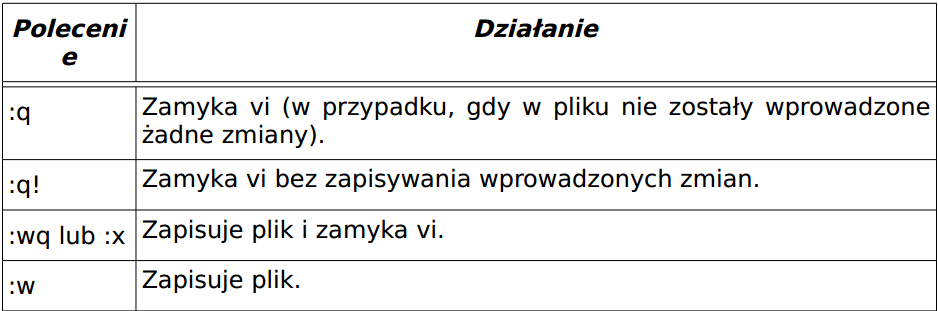 Poleceni
e
Działanie
:q
Zamyka vi (w przypadku, gdy w pliku nie zostały wprowadzone
żadne zmiany).
:q!
Zamyka vi bez zapisywania wprowadzonych zmian.
:wq lub :x
Zapisuje plik i zamyka vi.
:w
Zapisuje plik.